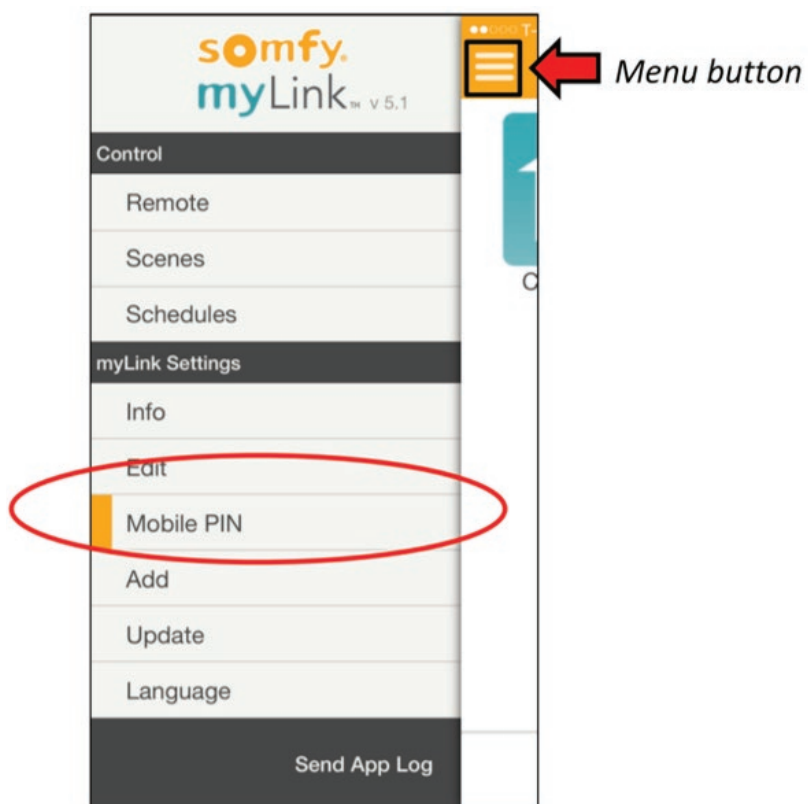 somfy.
myLink™ v 5.1
T-
Menu button
Control
Remote
Scenes
Schedules
C
myLink Settings
Info
Edit
Mobile PIN
Add
Update
Language
Send App Log